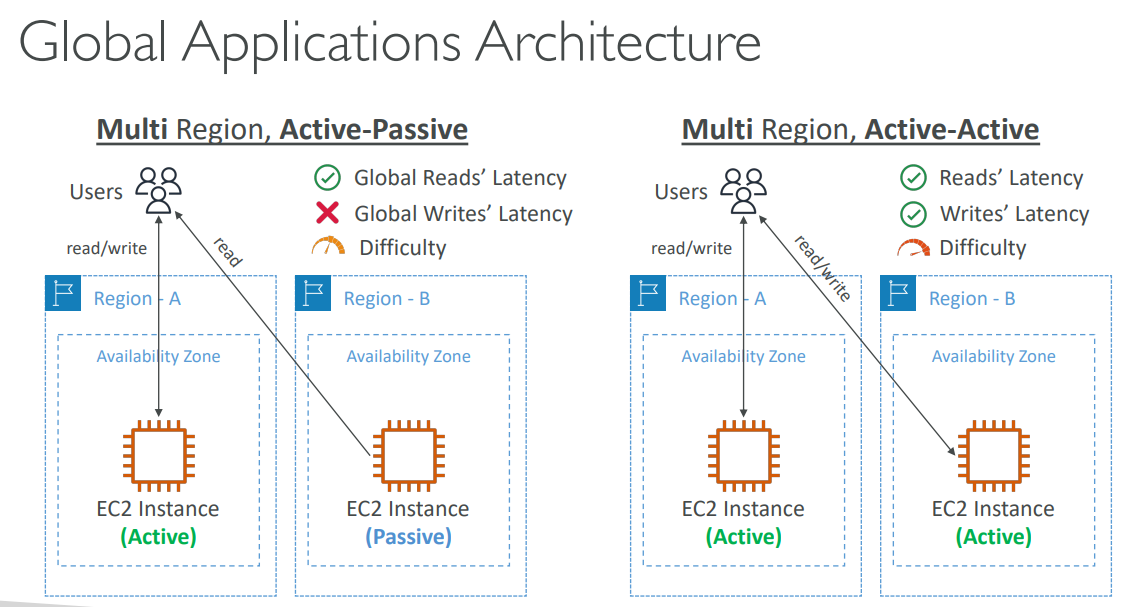 Global Applications Architecture
Multi Region, Active-Passive
Users
Global Reads’ Latency
Global Writes’ Latency
Difficulty
read/write
read
Region - A
Region - B
Availability Zone
Availability Zone
EC2 Instance
(Active)
EC2 Instance
(Passive)
Multi Region, Active-Active
Users
Reads’ Latency
Writes’ Latency
Difficulty
read/write
read/write
Region - A
Region - B
Availability Zone
Availability Zone
EC2 Instance
(Active)
EC2 Instance
(Active)